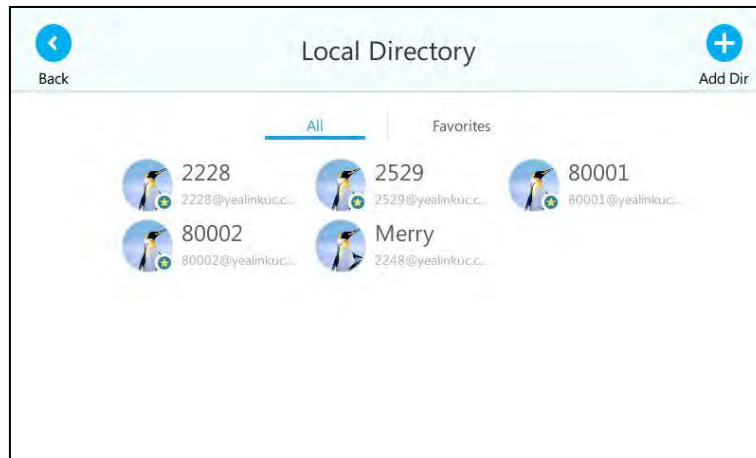 Local Directory
Back
Add Dir
All
Favorites
2228
2228@yealinkuc.c...
2529
2529@yealinkuc.c...
80001
80001@yealinkuc...
80002
80002@yealinkuc...
Merry
2248@yealinkuc.c...